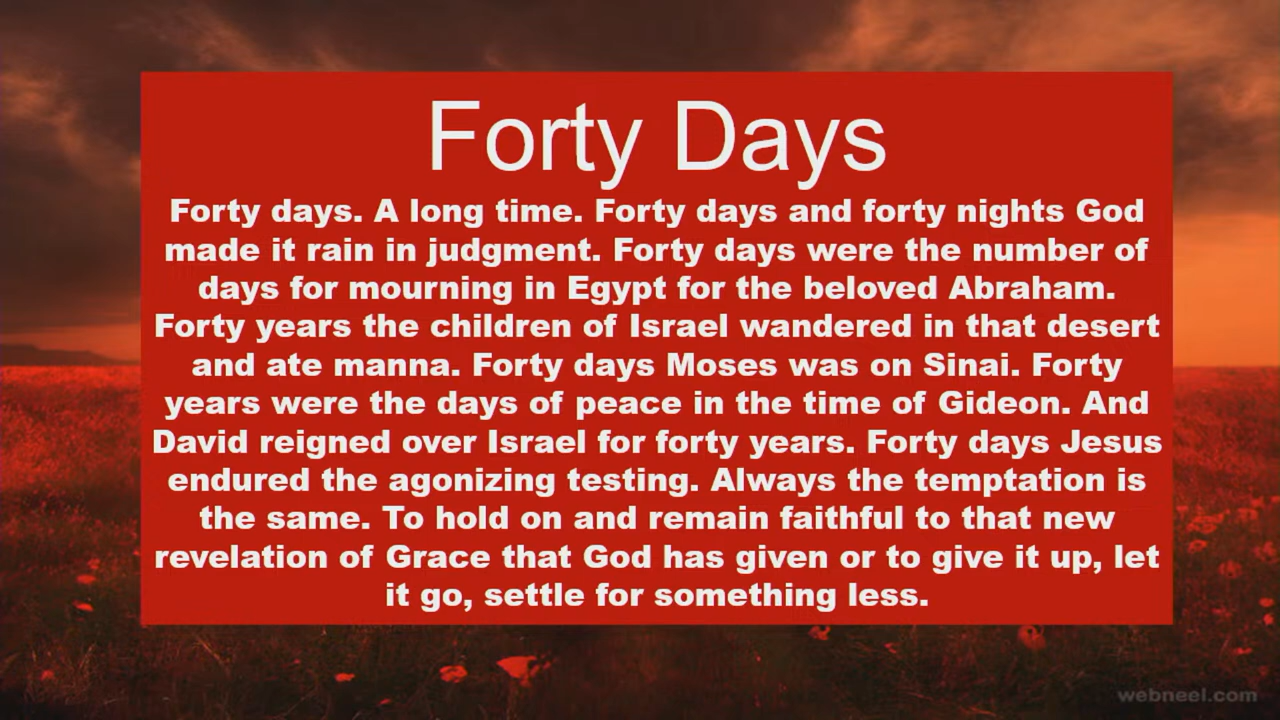 Forty Days
Forty days. A long time. Forty days and forty nights God
made it rain in judgment. Forty days were the number of
days for mourning in Egypt for the beloved Abraham.
Forty years the children of Israel wandered in that desert
and ate manna. Forty days Moses was on Sinai. Forty
years were the days of peace in the time of Gideon. And
David reigned over Israel for forty years. Forty days Jesus
endured the agonizing testing. Always the temptation is
the same. To hold on and remain faithful to that new
revelation of Grace that God has given or to give it up, let
it go, settle for something less.
webneel.com